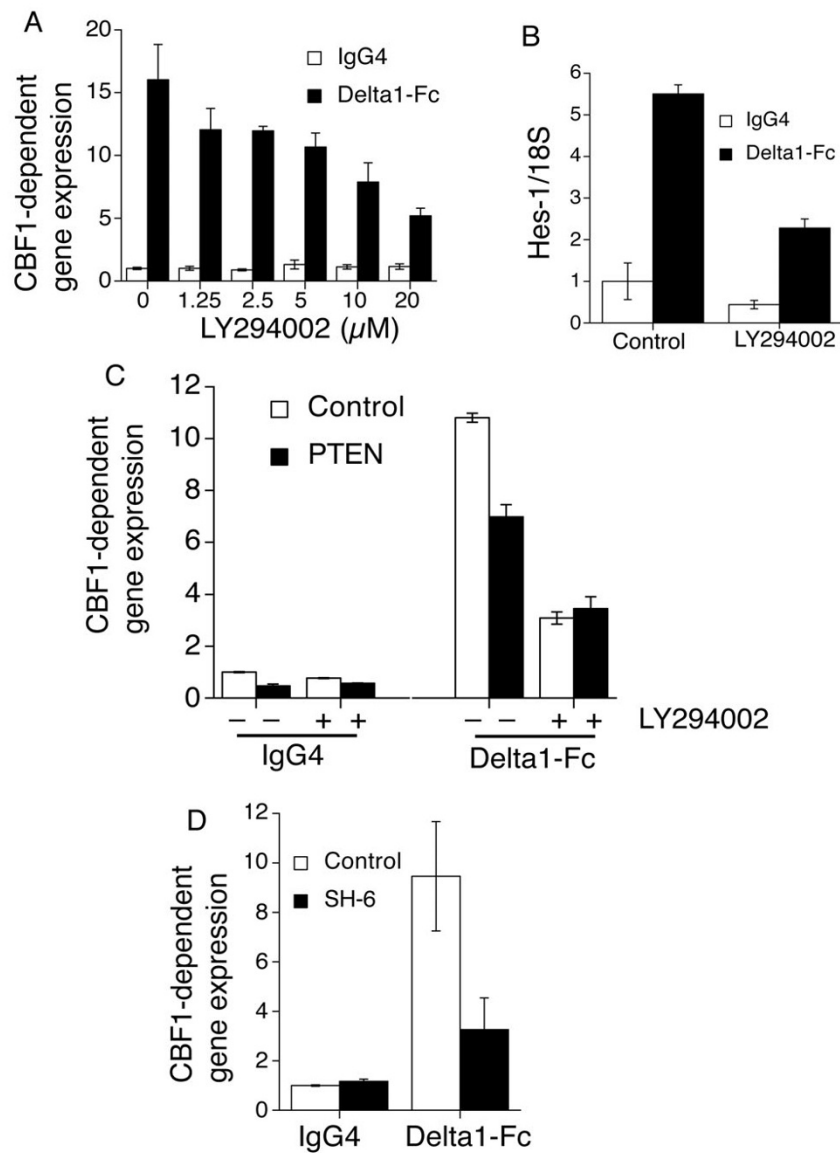 A
CBF1-dependent
gene expression
20
15
10
5
0
IgG4
Delta1-Fc
0 1.25 2.5 5 10 20
LY294002 (µM)
B
Hes-1/18S
6
5
4
3
2
1
0
IgG4
Delta1-Fc
Control LY294002
C
CBF1-dependent
gene expression
12
10
8
6
4
2
0
Control
PTEN
− − + + − − + + LY294002
IgG4 Delta1-Fc
D
CBF1-dependent
gene expression
12
10
8
6
4
2
0
Control
SH-6
IgG4 Delta1-Fc